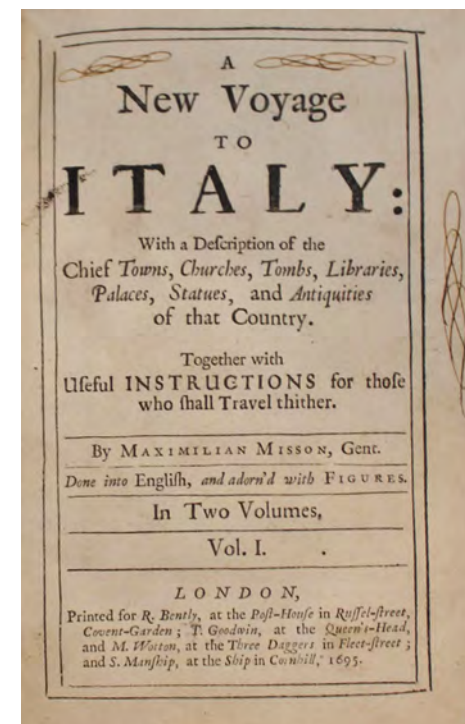 A
New Voyage
TO
ITALY:
With a Deſcription of the
Chief Towns, Churches, Tombs, Libraries,
Palaces, Statues, and Antiquities
of that Country.
Together with
Uſeful INSTRUCTIONS for thoſe
who ſhall Travel thither.
By MAXIMILIAN MISSON, Gent.
Done into Engliſh, and adorn'd with FIGURES.
In Two Volumes,
Vol. I.
LONDON,
Printed for R. Bently, at the Poſt-Houſe in Ruſſel-ſtreet,
Covent-Garden; T. Goodwin, at the Queen's-Head,
and M. Wotton, at the Three Daggers in Fleet-ſtreet;
and S. Manſhip, at the Ship in Cornhill, 1695.